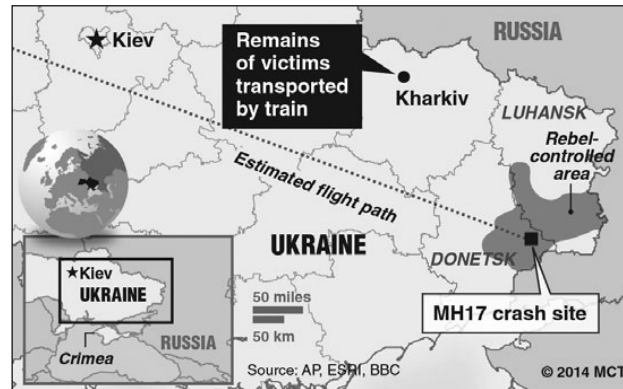 Kiev
Remains
of victims
transported
by train
RUSSIA
Kharkiv
LUHANSK
Rebel-
controlled
area
Estimated flight path
UKRAINE
DONETSK
MH17 crash site
Kiev
UKRAINE
RUSSIA
Crimea
50 miles
50 km
Source: AP, ESRI, BBC
© 2014 MCT